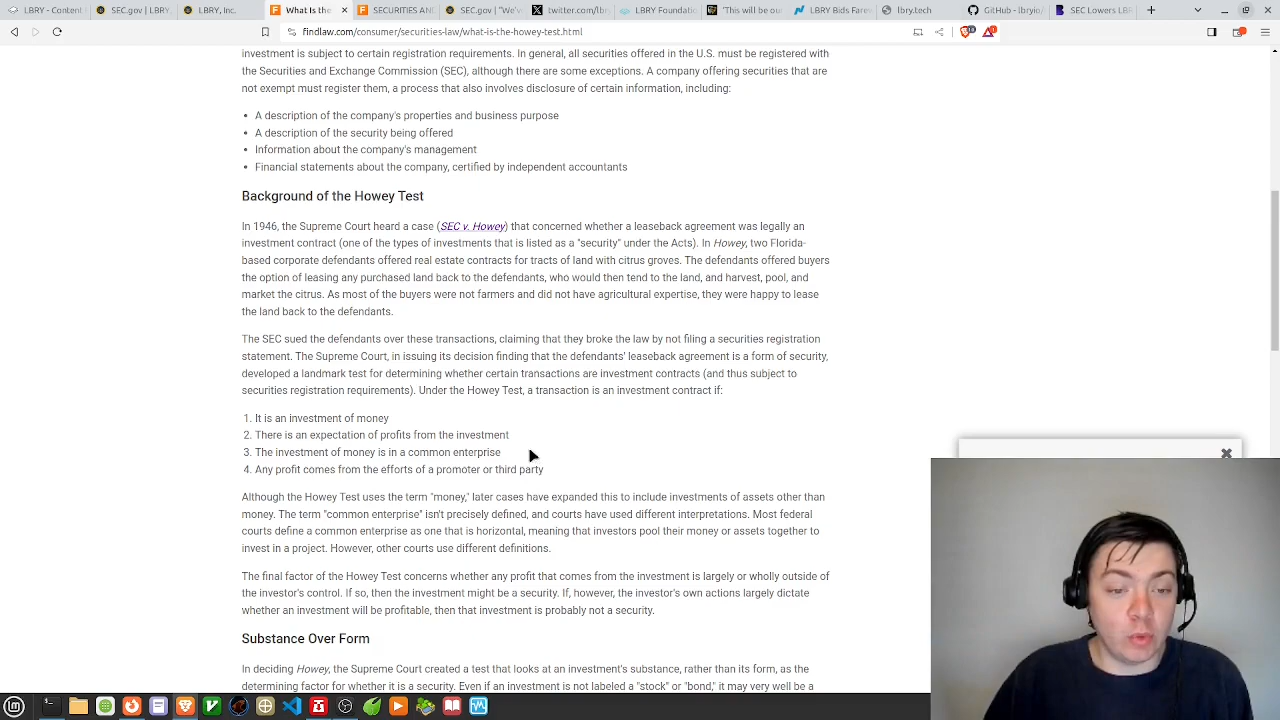 LBRY - Content
SEC.gov | LBRY,
LBRY, Inc.
What Is the
SECURITIES AND
SEC.gov | "We'v
twitter.com/lbry
LBRY Foundatio
"This will be ou
LBRY Bids Farew
lbry.tech
GitHub - lbryio/
SEC Lowers LBR
findlaw.com/consumer/securities-law/what-is-the-howey-test.html
investment is subject to certain registration requirements. In general, all securities offered in the U.S. must be registered with
the Securities and Exchange Commission (SEC), although there are some exceptions. A company offering securities that are
not exempt must register them, a process that also involves disclosure of certain information, including:
• A description of the company's properties and business purpose
• A description of the security being offered
• Information about the company's management
• Financial statements about the company, certified by independent accountants
Background of the Howey Test
In 1946, the Supreme Court heard a case (SEC v. Howey) that concerned whether a leaseback agreement was legally an
investment contract (one of the types of investments that is listed as a "security" under the Acts). In Howey, two Florida-
based corporate defendants offered real estate contracts for tracts of land with citrus groves. The defendants offered buyers
the option of leasing any purchased land back to the defendants, who would then tend to the land, and harvest, pool, and
market the citrus. As most of the buyers were not farmers and did not have agricultural expertise, they were happy to lease
the land back to the defendants.
The SEC sued the defendants over these transactions, claiming that they broke the law by not filing a securities registration
statement. The Supreme Court, in issuing its decision finding that the defendants' leaseback agreement is a form of security,
developed a landmark test for determining whether certain transactions are investment contracts (and thus subject to
securities registration requirements). Under the Howey Test, a transaction is an investment contract if:
1. It is an investment of money
2. There is an expectation of profits from the investment
3. The investment of money is in a common enterprise
4. Any profit comes from the efforts of a promoter or third party
Although the Howey Test uses the term "money," later cases have expanded this to include investments of assets other than
money. The term "common enterprise" isn't precisely defined, and courts have used different interpretations. Most federal
courts define a common enterprise as one that is horizontal, meaning that investors pool their money or assets together to
invest in a project. However, other courts use different definitions.
The final factor of the Howey Test concerns whether any profit that comes from the investment is largely or wholly outside of
the investor's control. If so, then the investment might be a security. If, however, the investor's own actions largely dictate
whether an investment will be profitable, then that investment is probably not a security.
Substance Over Form
In deciding Howey, the Supreme Court created a test that looks at an investment's substance, rather than its form, as the
determining factor for whether it is a security. Even if an investment is not labeled a "stock" or "bond," it may very well be a